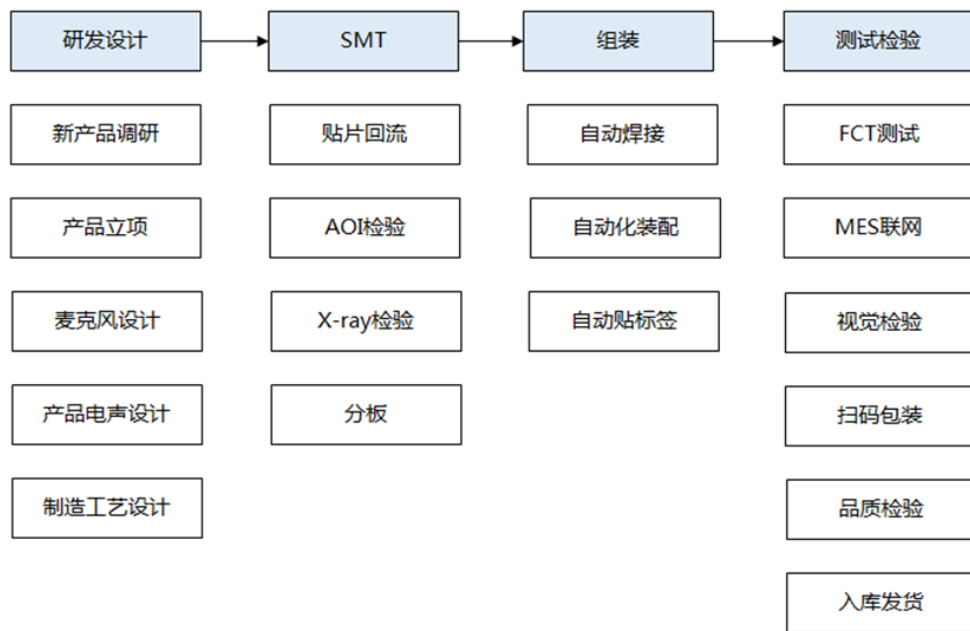 研发设计
SMT
组装
测试检验
新产品调研
贴片回流
自动焊接
FCT测试
产品立项
AOI检验
自动化装配
MES联网
麦克风设计
X-ray检验
自动贴标签
视觉检验
产品电声设计
分板
扫码包装
制造工艺设计
品质检验
入库发货